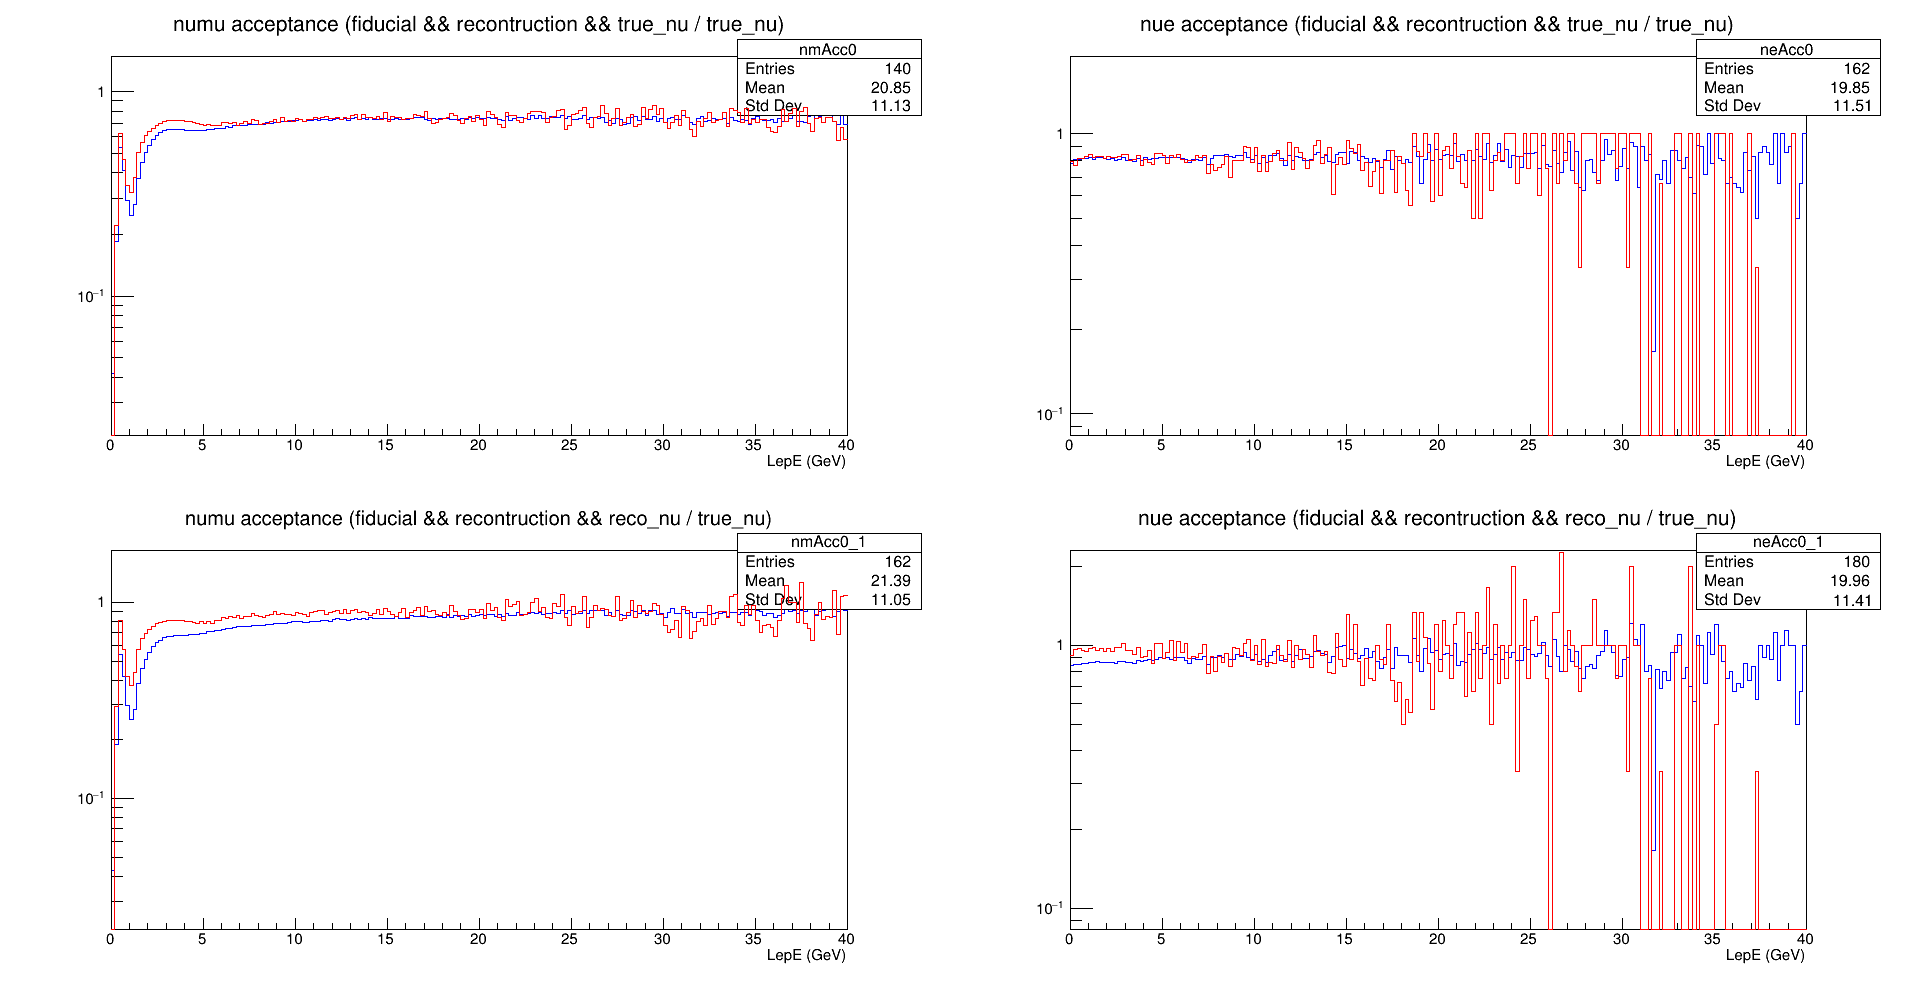 numu acceptance (fiducial && recontruction && true_nu / true_nu)
nmAcc0
Entries 140
Mean 20.85
Std Dev 11.13
1
10⁻¹
0 5 10 15 20 25 30 35 40
LepE (GeV)
nue acceptance (fiducial && recontruction && true_nu / true_nu)
neAcc0
Entries 162
Mean 19.85
Std Dev 11.51
1
10⁻¹
0 5 10 15 20 25 30 35 40
LepE (GeV)
numu acceptance (fiducial && recontruction && reco_nu / true_nu)
nmAcc0_1
Entries 162
Mean 21.39
Std Dev 11.05
1
10⁻¹
0 5 10 15 20 25 30 35 40
LepE (GeV)
nue acceptance (fiducial && recontruction && reco_nu / true_nu)
neAcc0_1
Entries 180
Mean 19.96
Std Dev 11.41
1
10⁻¹
0 5 10 15 20 25 30 35 40
LepE (GeV)